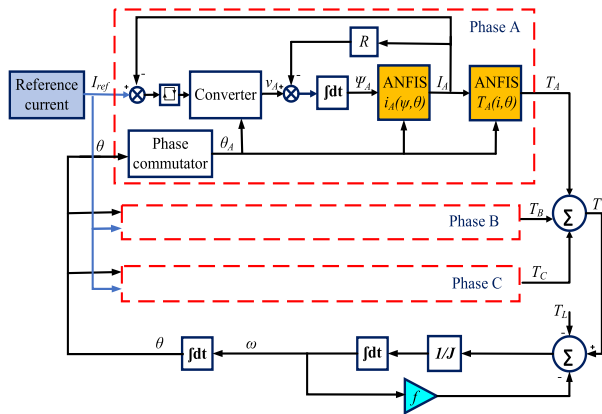 Phase A
R
Reference
current
I_ref
+
-
Converter
v_A
+
-
∫dt
Ψ_A
ANFIS
i_A(ψ,θ)
I_A
ANFIS
T_A(i,θ)
T_A
θ
Phase
commutator
θ_A
Phase B
T_B
Σ
T
Phase C
T_C
T_L
-
θ
∫dt
ω
∫dt
1/J
Σ
+
-
f